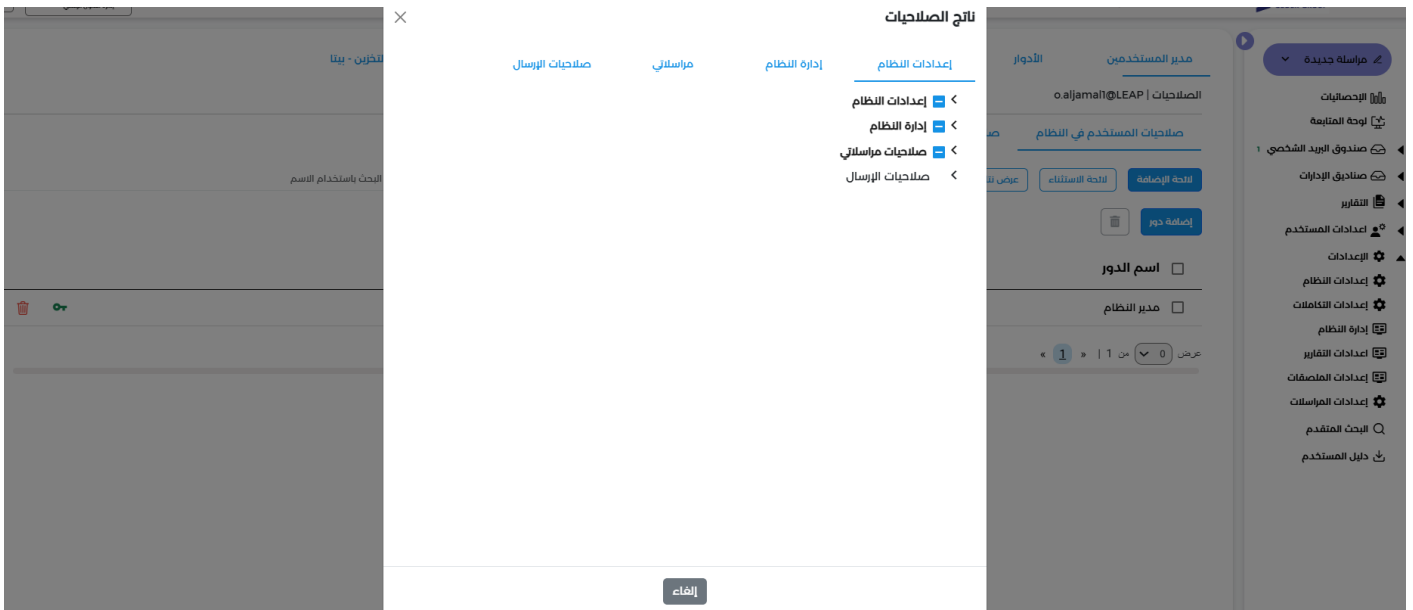 ناتج الصلاحيات
إعدادات النظام
إدارة النظام
مراسلاتي
صلاحيات الإرسال
إعدادات النظام
إدارة النظام
صلاحيات مراسلاتي
صلاحيات الإرسال
إلغاء
مراسلة جديدة
الإحصائيات
لوحة المتابعة
صندوق البريد الشخصي 1
صناديق الإدارات
التقارير
اعدادات المستخدم
الإعدادات
إعدادات النظام
إعدادات التكاملات
إدارة النظام
اعدادات التقارير
إعدادات الملصقات
إعدادات المراسلات
البحث المتقدم
دليل المستخدم
مدير المستخدمين
الأدوار
التخزين - بيتا
الصلاحيات | o.aljamal1@LEAP
صلاحيات المستخدم في النظام
لائحة الإضافة
لائحة الاستثناء
عرض
البحث باستخدام الاسم
إضافة دور
اسم الدور
مدير النظام
عرض 0 من 1 | « 1 »